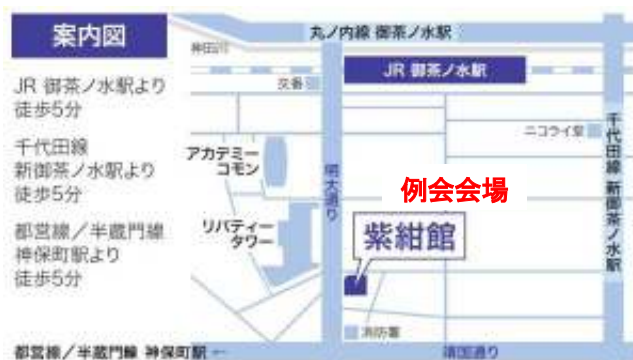 案内図
JR 御茶ノ水駅より
徒歩5分
千代田線
新御茶ノ水駅より
徒歩5分
都営線／半蔵門線
神保町駅より
徒歩5分
丸ノ内線 御茶ノ水駅
神田川
JR 御茶ノ水駅
交番
ニコライ堂
千代田線 新御茶ノ水駅
アカデミー
コモン
明大通り
例会会場
リバティー
タワー
紫紺館
消防署
都営線／半蔵門線 神保町駅 ←
靖国通り